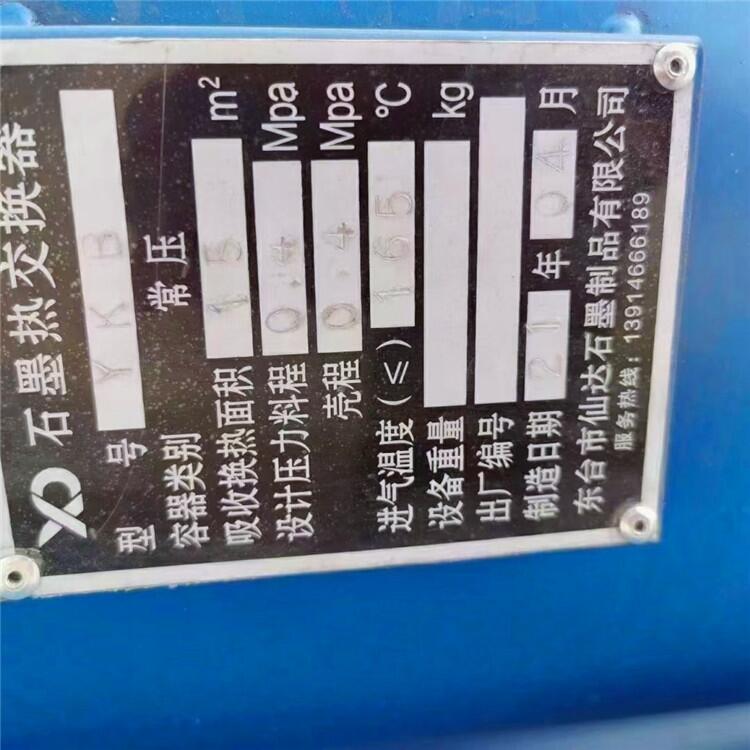 石墨热交换器
型号 YKB
容器类别 常压
吸收换热面积 15 m²
设计压力料程 0.4 Mpa
壳程 0.4 Mpa
进气温度(≤) 165 ℃
设备重量 kg
出厂编号
制造日期 21 年 04 月
东台市仙达石墨制品有限公司
服务热线：13914666189